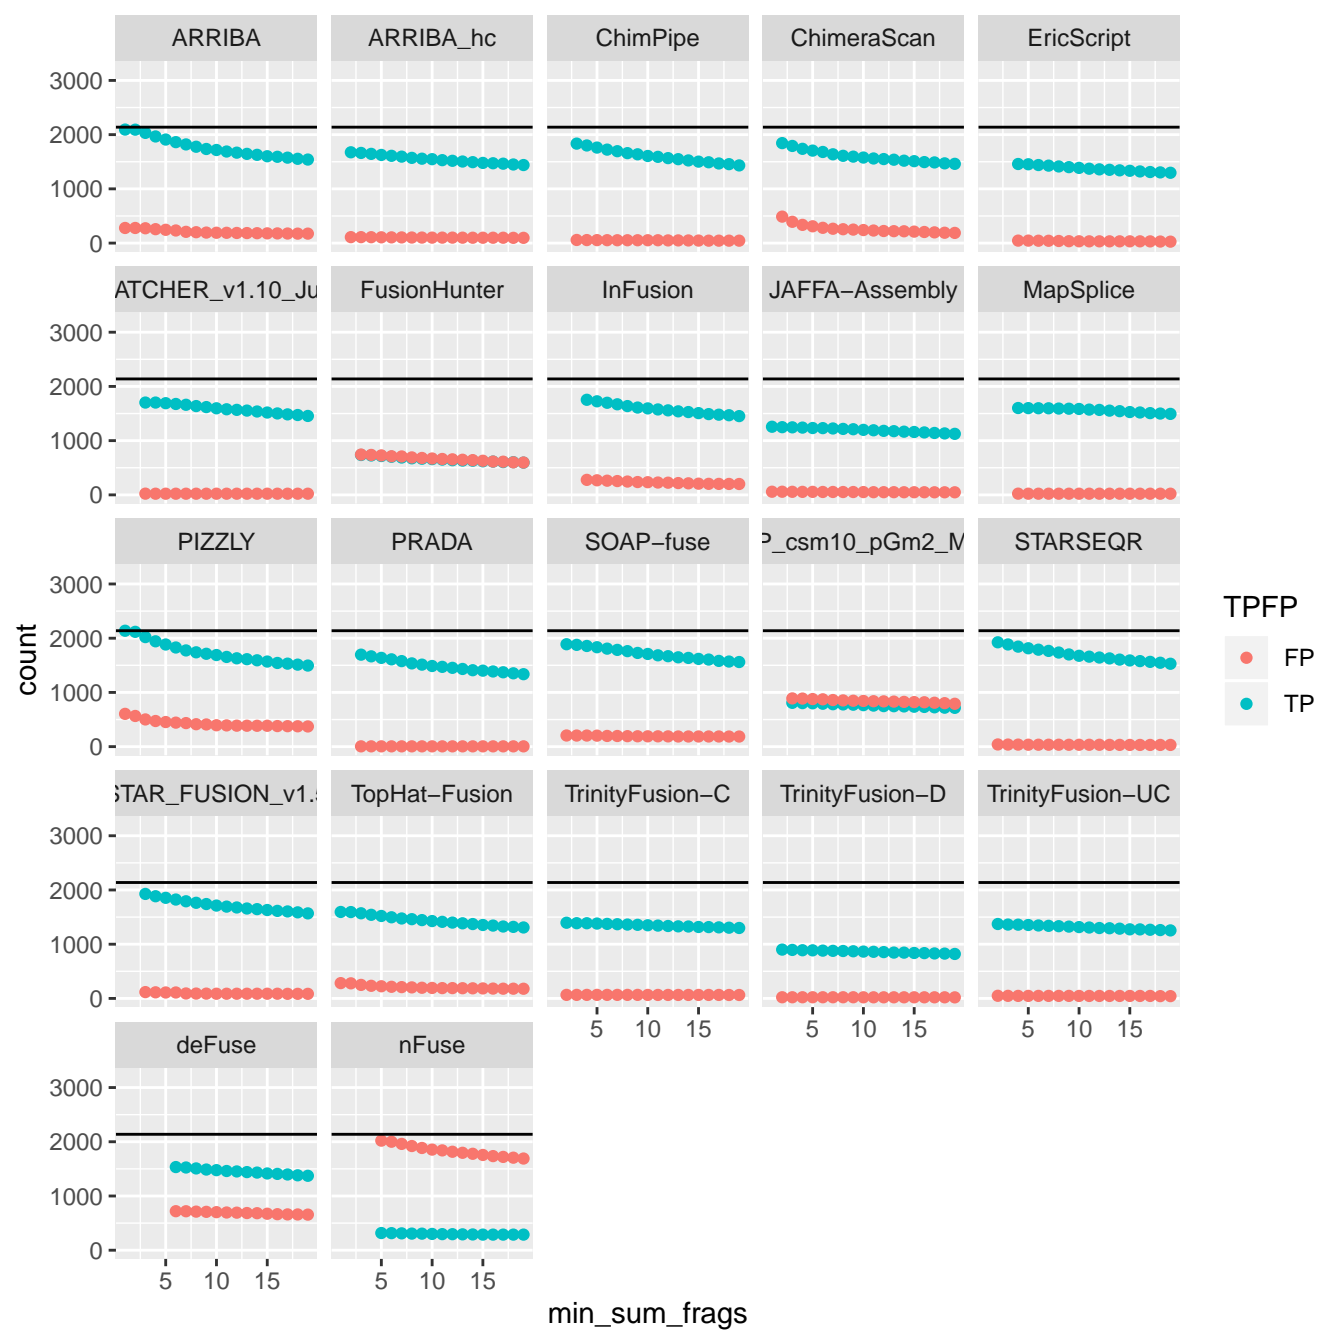 ARRIBA ARRIBA_hc ChimPipe ChimeraScan EricScript
3000
2000
1000
0
ATCHER_v1.10_Ju FusionHunter InFusion JAFFA−Assembly MapSplice
3000
2000
1000
0
PIZZLY PRADA SOAP−fuse P_csm10_pGm2_M STARSEQR
3000
2000
1000
0
count
TPFP
FP
TP
STAR_FUSION_v1.5 TopHat−Fusion TrinityFusion−C TrinityFusion−D TrinityFusion−UC
3000
2000
1000
0
5 10 15 5 10 15 5 10 15
deFuse nFuse
3000
2000
1000
0
5 10 15 5 10 15
min_sum_frags